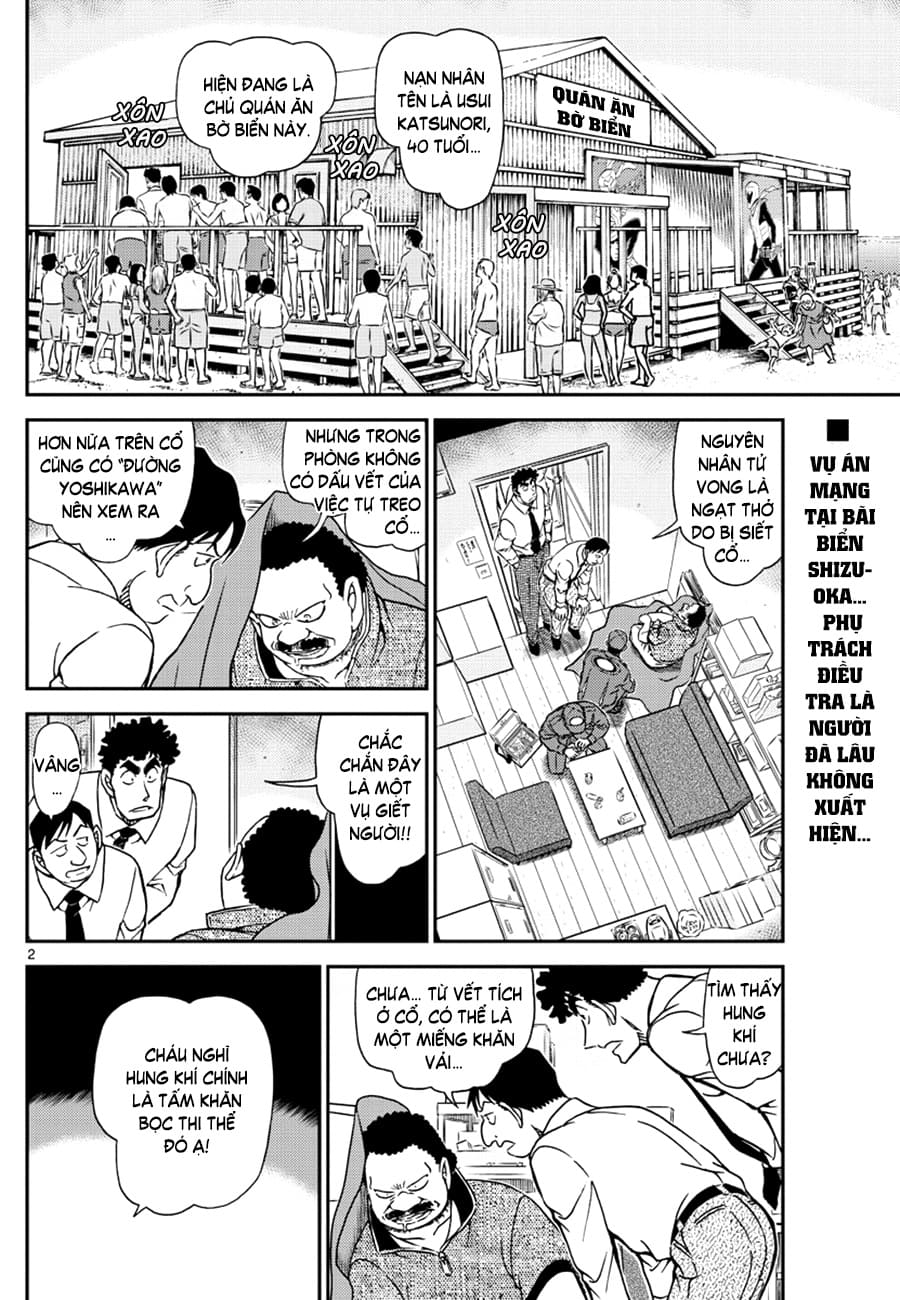 NẠN NHÂN
TÊN LÀ USUI
KATSUNORI,
40 TUỔI...
HIỆN ĐANG LÀ
CHỦ QUÁN ĂN
BỜ BIỂN NÀY.
QUÁN ĂN
BỜ BIỂN
XÔN
XAO
XÔN
XAO
XÔN
XAO
VỤ ÁN
MẠNG
TẠI BÃI
BIỂN
SHIZU-
OKA...
PHỤ
TRÁCH
ĐIỀU
TRA LÀ
NGƯỜI
ĐÃ LÂU
KHÔNG
XUẤT
HIỆN...
NGUYÊN
NHÂN TỬ
VONG LÀ
NGẠT THỞ
DO BỊ SIẾT
CỔ...
NHƯNG TRONG
PHÒNG KHÔNG
CÓ DẤU VẾT CỦA
VIỆC TỰ TREO
CỔ...
HƠN NỮA TRÊN CỔ
CŨNG CÓ "ĐƯỜNG
YOSHIKAWA"
NÊN XEM RA
...
CHẮC
CHẮN ĐÂY
LÀ MỘT
VỤ GIẾT
NGƯỜI!!
VÂNG
...
2
TÌM THẤY
HUNG
KHÍ
CHƯA?
CHƯA... TỪ VẾT TÍCH
Ở CỔ, CÓ THỂ LÀ
MỘT MIẾNG KHĂN
VẢI...
CHÁU NGHĨ
HUNG KHÍ CHÍNH
LÀ TẤM KHĂN
BỌC THI THỂ
ĐÓ Ạ!